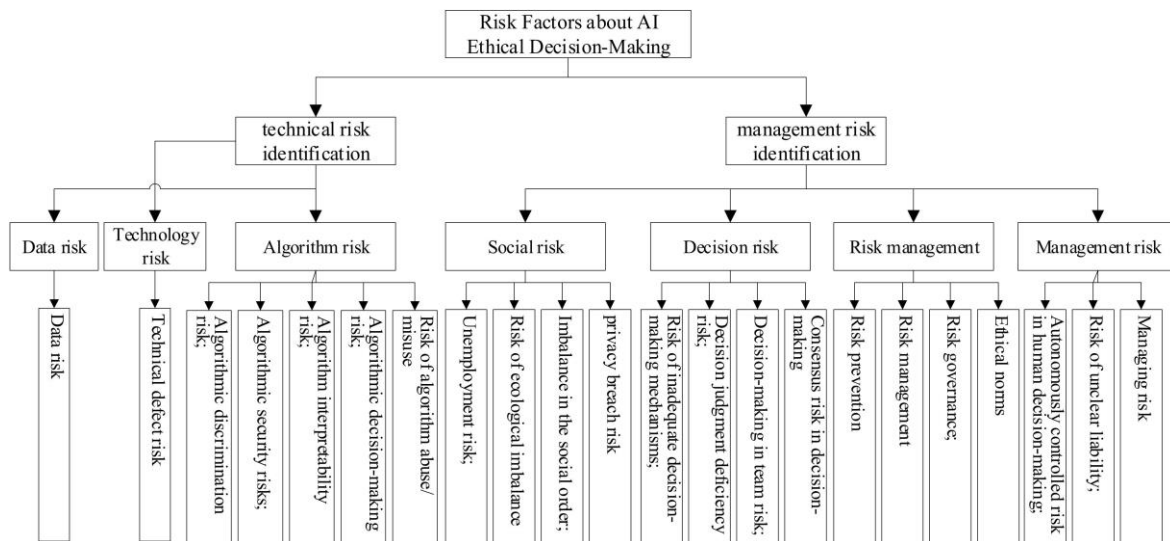 Risk Factors about AI
Ethical Decision-Making
technical risk
identification
management risk
identification
Data risk
Technology
risk
Algorithm risk
Social risk
Decision risk
Risk management
Management risk
Data risk
Technical defect risk
Algorithmic discrimination
risk;
Algorithmic security risks;
Algorithm interpretability
risk;
Algorithmic decision-making
risk;
Risk of algorithm abuse/
misuse
Unemployment risk;
Risk of ecological imbalance
Imbalance in the social order;
privacy breach risk
Risk of inadequate decision-
making mechanisms;
Decision judgment deficiency
risk;
Decision-making in team risk;
Consensus risk in decision-
making
Risk prevention
Risk management
Risk governance;
Ethical noms
Autonomously controlled risk
in human decision-making;
Risk of unclear liability;
Managing risk